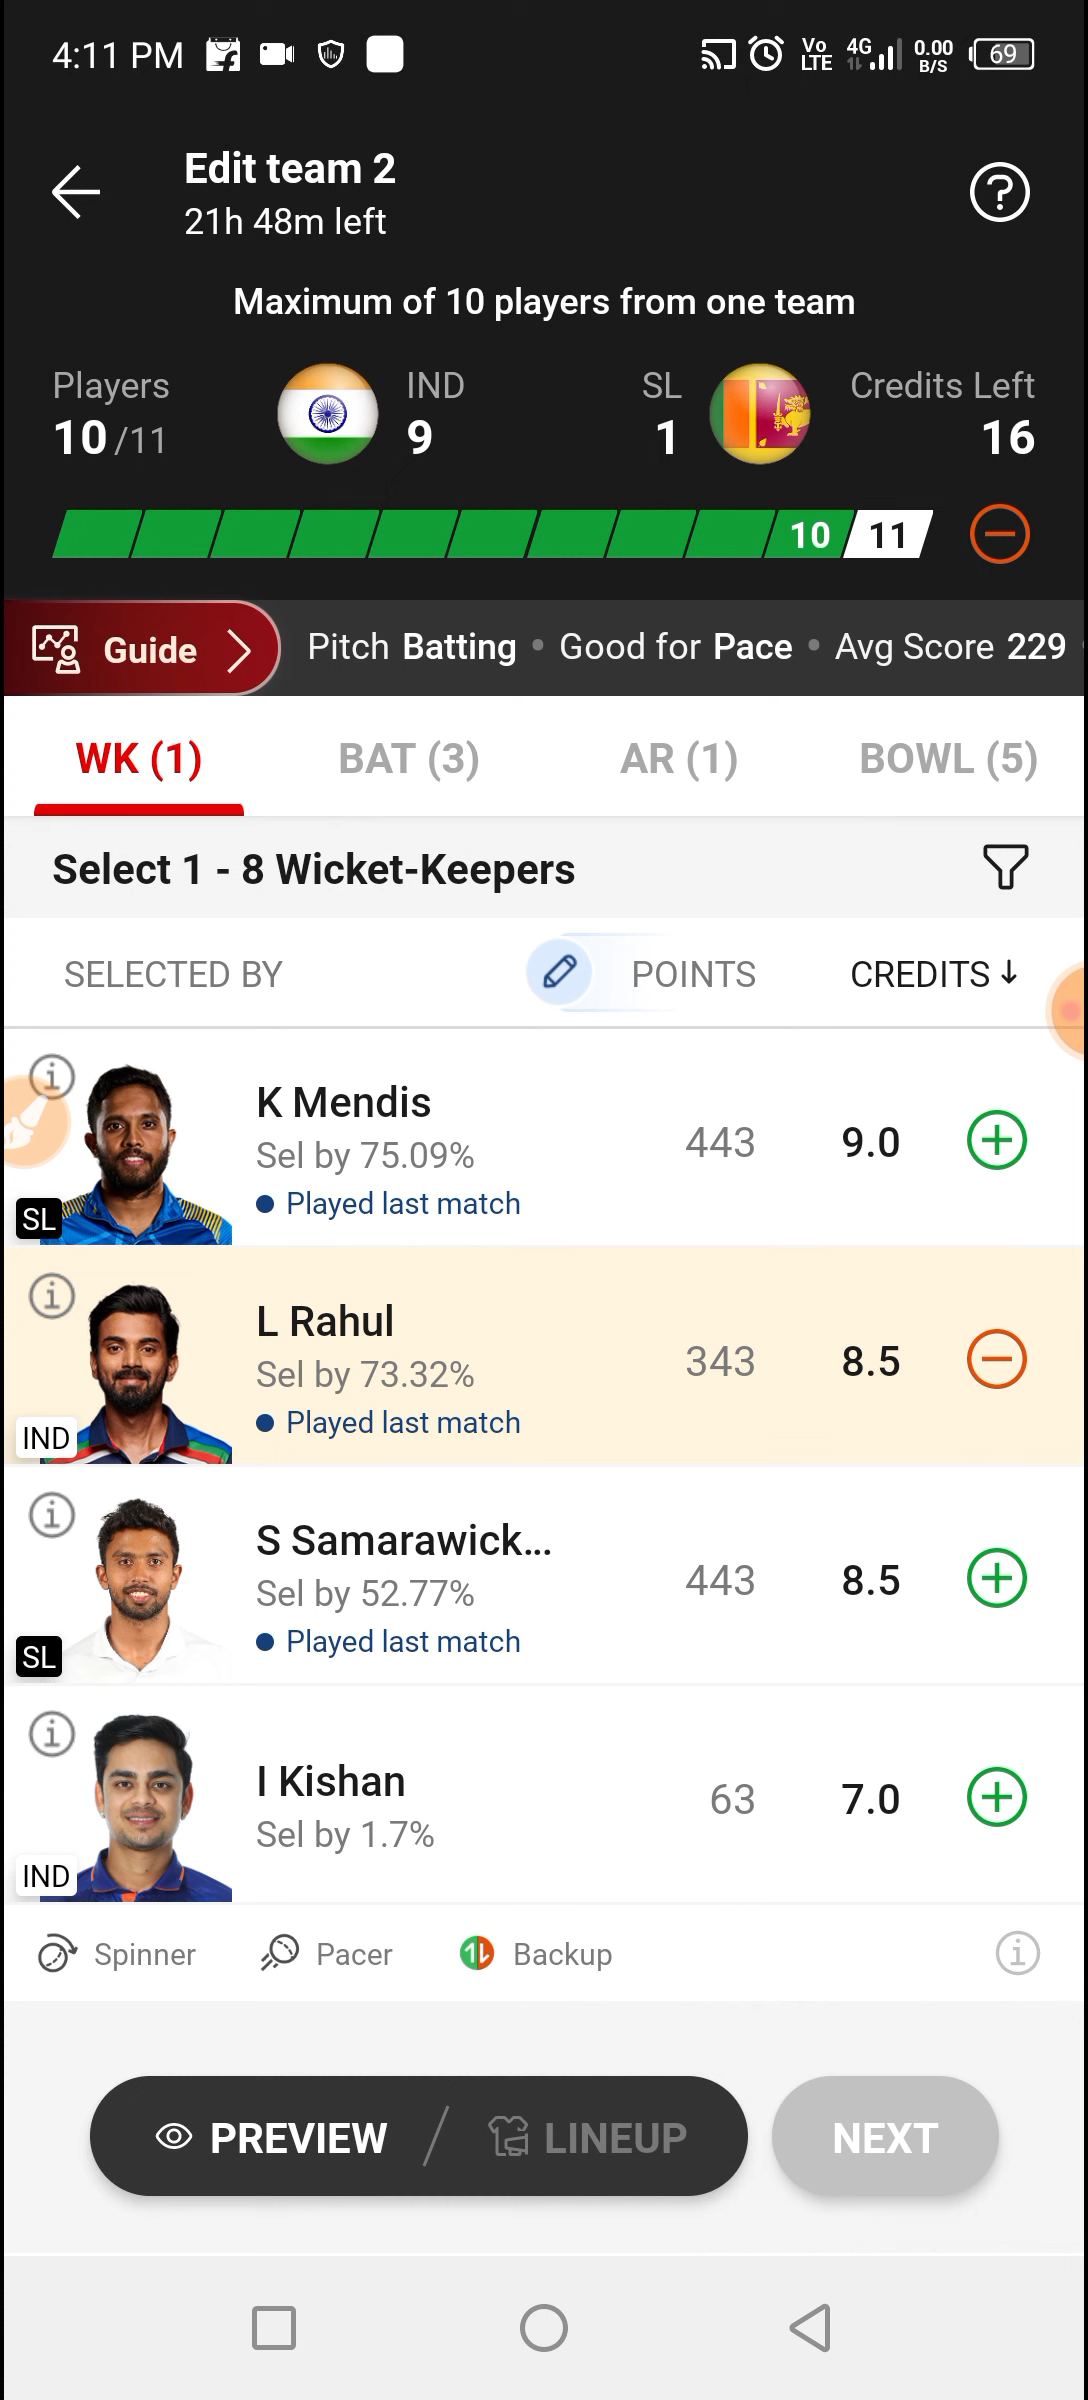 4:11 PM
Vo LTE 4G 0.00 B/S 69
Edit team 2
21h 48m left
Maximum of 10 players from one team
Players IND SL Credits Left
10 /11 9 1 16
10 11
Guide Pitch Batting • Good for Pace • Avg Score 229
WK (1) BAT (3) AR (1) BOWL (5)
Select 1 - 8 Wicket-Keepers
SELECTED BY POINTS CREDITS ↓
K Mendis
Sel by 75.09%
443 9.0
Played last match
SL
L Rahul
Sel by 73.32%
343 8.5
Played last match
IND
S Samarawick...
Sel by 52.77%
443 8.5
Played last match
SL
I Kishan
Sel by 1.7%
63 7.0
IND
Spinner Pacer Backup
PREVIEW / LINEUP NEXT